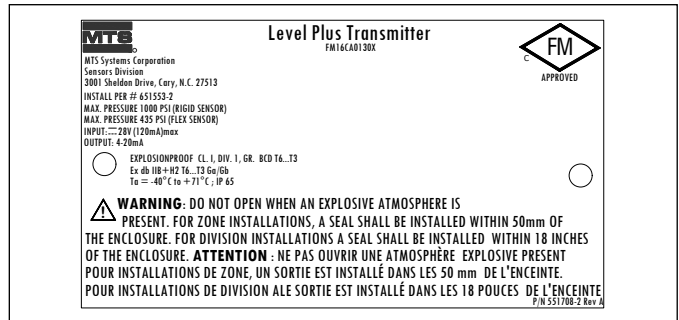 MTS
Level Plus Transmitter
FM16CA0130X
MTS Systems Corporation
Sensors Division
3001 Sheldon Drive, Cary, N.C. 27513
INSTALL PER # 651553-2
MAX. PRESSURE 1000 PSI (RIGID SENSOR)
MAX. PRESSURE 435 PSI (FLEX SENSOR)
INPUT: ⎓ 28V (120mA)max
OUTPUT: 4-20mA
C FM
APPROVED
EXPLOSIONPROOF CL. I, DIV. 1, GR. BCD T6...T3
Ex db IIB+H2 T6...T3 Ga/Gb
Ta = -40°C to +71°C ; IP 65
WARNING: DO NOT OPEN WHEN AN EXPLOSIVE ATMOSPHERE IS
PRESENT. FOR ZONE INSTALLATIONS, A SEAL SHALL BE INSTALLED WITHIN 50mm OF
THE ENCLOSURE. FOR DIVISION INSTALLATIONS A SEAL SHALL BE INSTALLED WITHIN 18 INCHES
OF THE ENCLOSURE. ATTENTION : NE PAS OUVRIR UNE ATMOSPHÈRE EXPLOSIVE PRESENT
POUR INSTALLATIONS DE ZONE, UN SORTIE EST INSTALLÉ DANS LES 50 mm DE L'ENCEINTE.
POUR INSTALLATIONS DE DIVISION ALE SORTIE EST INSTALLÉ DANS LES 18 POUCES DE L'ENCEINTE
P/N 551708-2 Rev A